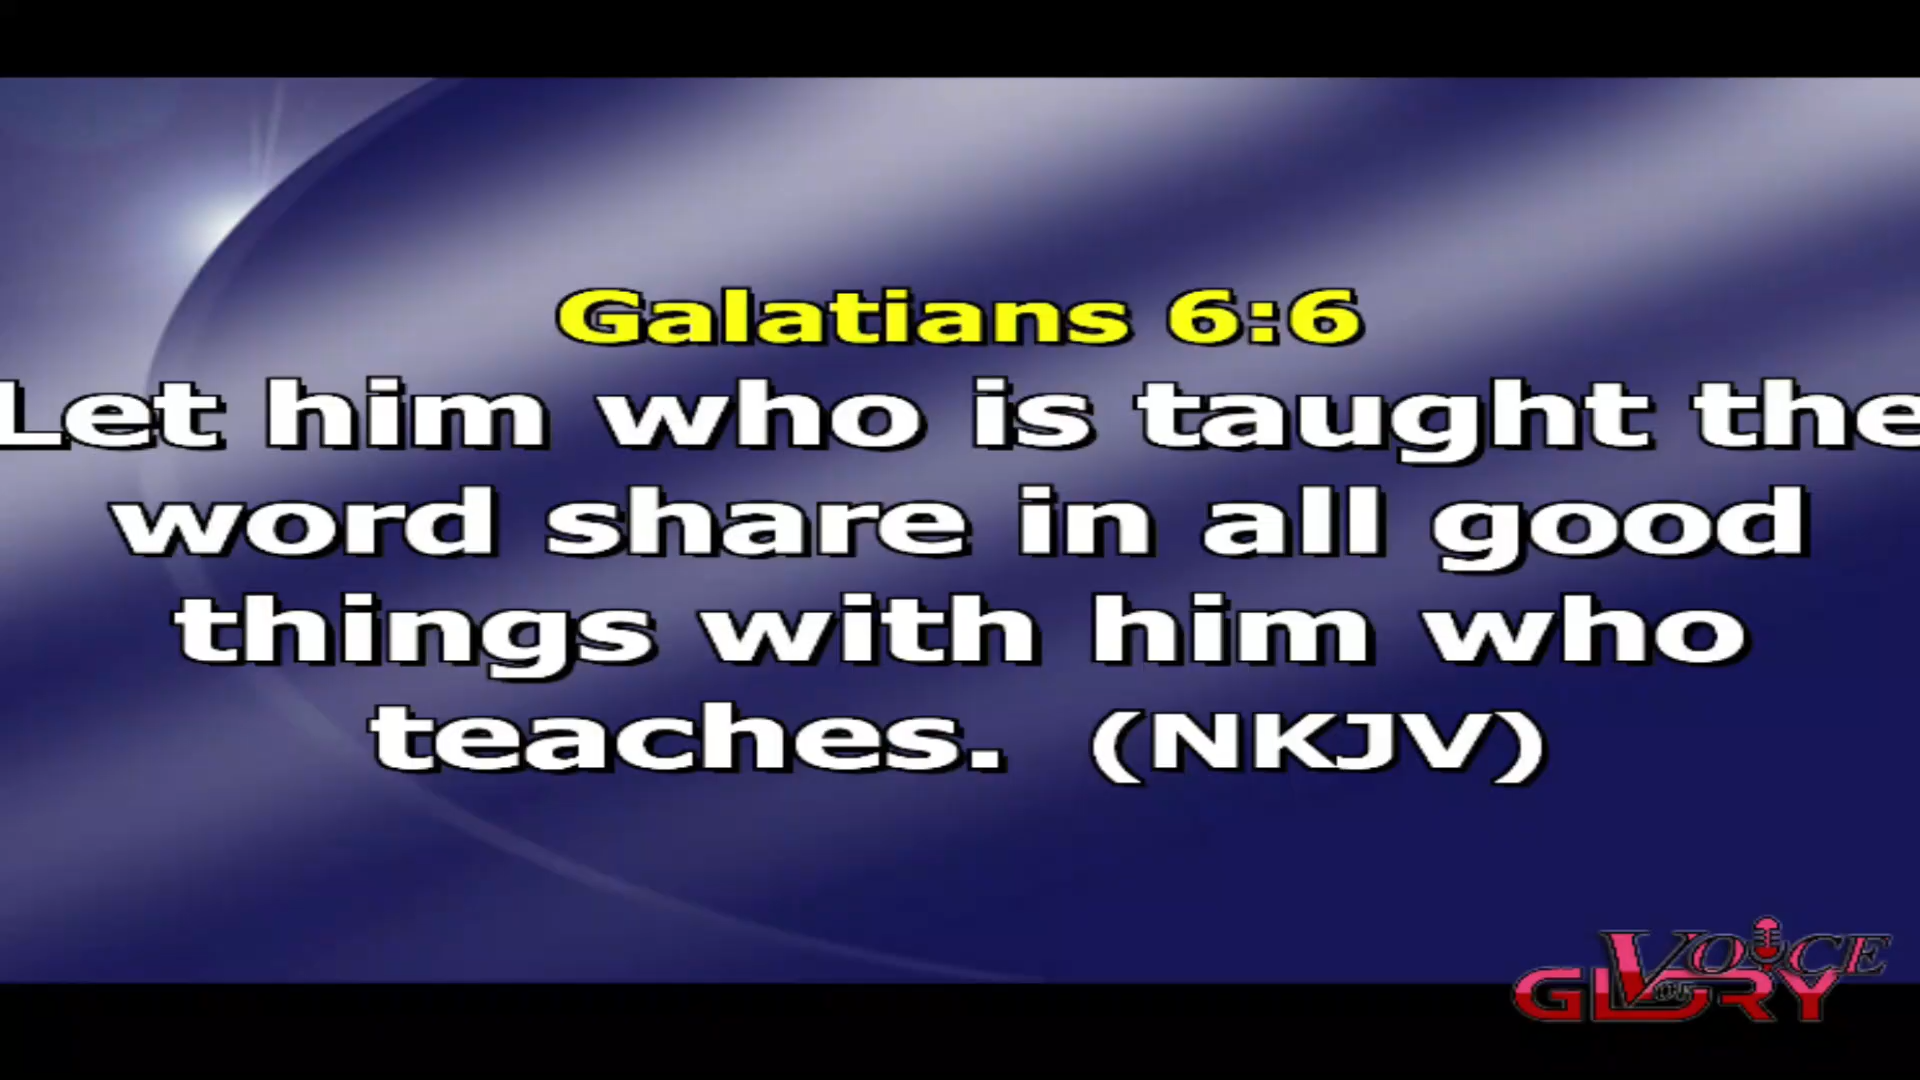 Galatians 6:6
Let him who is taught the
word share in all good
things with him who
teaches. (NKJV)
VOICE
OF
GLORY